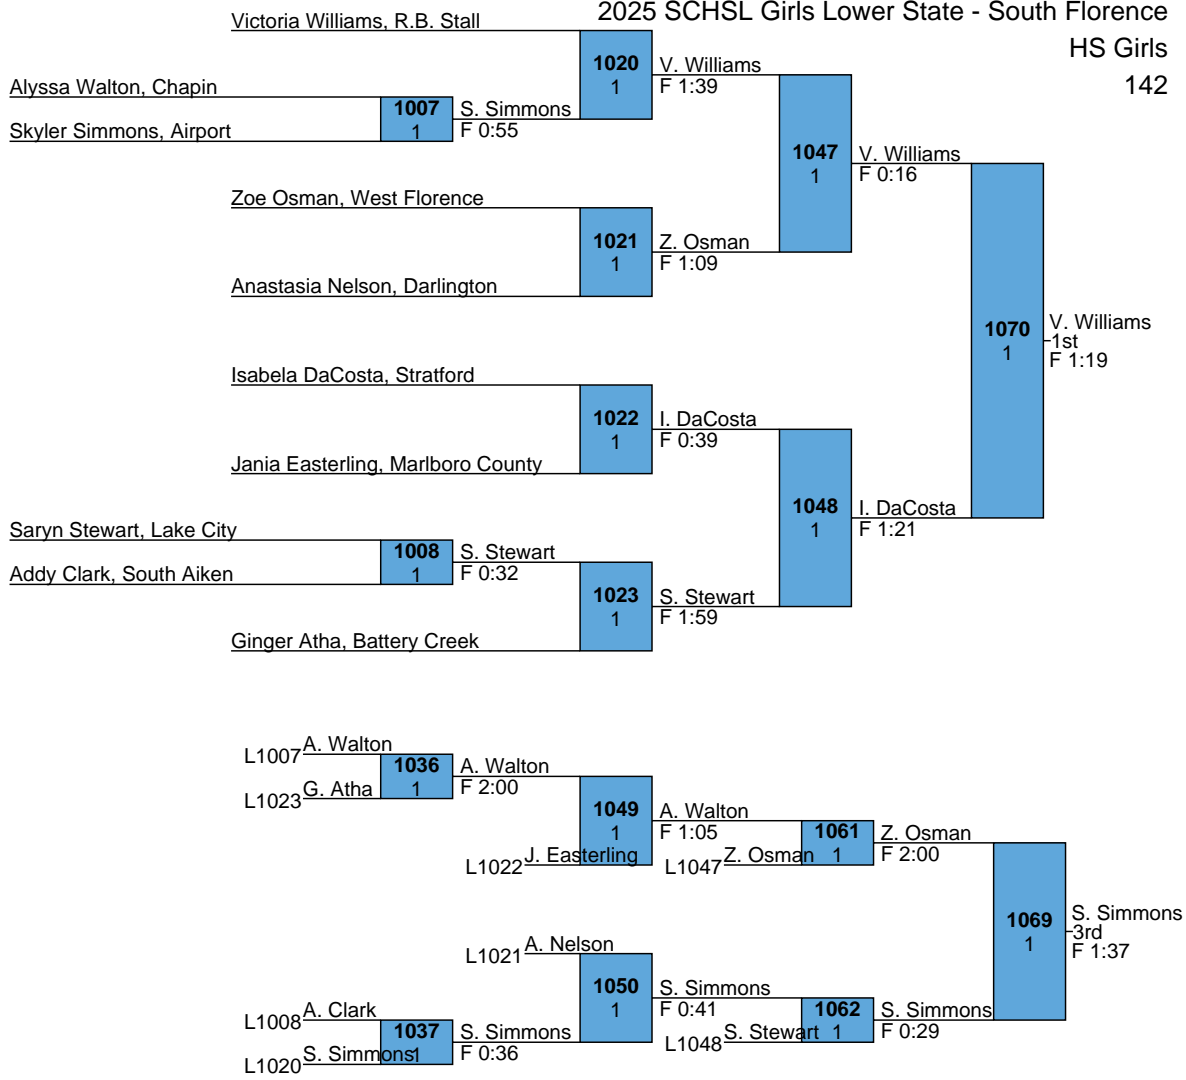 2025 SCHSL Girls Lower State - South Florence
HS Girls
142
Victoria Williams, R.B. Stall
1020
1
V. Williams
F 1:39
Alyssa Walton, Chapin
1007
1
S. Simmons
F 0:55
Skyler Simmons, Airport
1047
1
V. Williams
F 0:16
Zoe Osman, West Florence
1021
1
Z. Osman
F 1:09
Anastasia Nelson, Darlington
1070
1
V. Williams
1st
F 1:19
Isabela DaCosta, Stratford
1022
1
I. DaCosta
F 0:39
Jania Easterling, Marlboro County
1048
1
I. DaCosta
F 1:21
Saryn Stewart, Lake City
1008
1
S. Stewart
F 0:32
Addy Clark, South Aiken
1023
1
S. Stewart
F 1:59
Ginger Atha, Battery Creek
L1007 A. Walton
1036
1
A. Walton
F 2:00
L1023 G. Atha
1049
1
A. Walton
F 1:05
L1022 J. Easterling
1061
1
Z. Osman
F 2:00
L1047 Z. Osman
1069
1
S. Simmons
3rd
F 1:37
L1021 A. Nelson
1050
1
S. Simmons
F 0:41
1062
1
S. Simmons
F 0:29
L1048 S. Stewart
L1008 A. Clark
1037
1
S. Simmons
F 0:36
L1020 S. Simmons